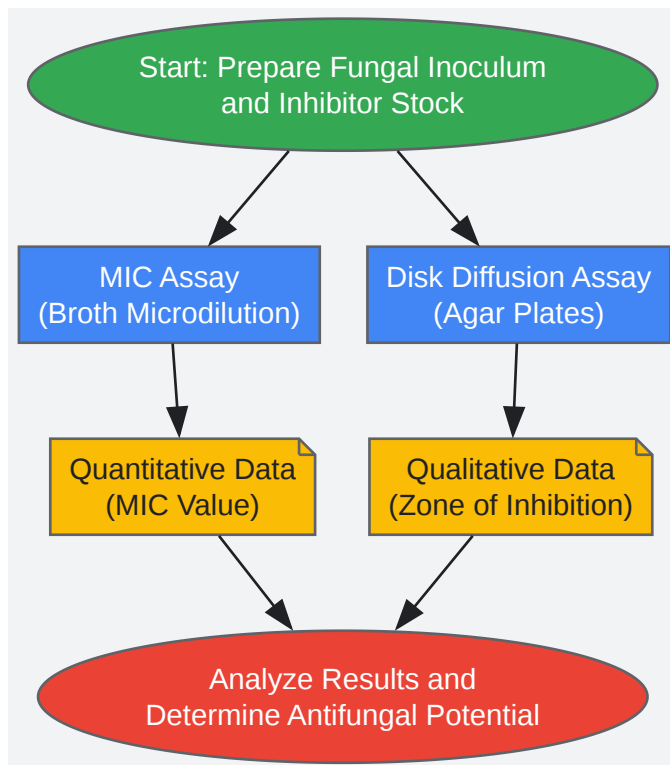 Start: Prepare Fungal Inoculum
and Inhibitor Stock
MIC Assay
(Broth Microdilution)
Disk Diffusion Assay
(Agar Plates)
Quantitative Data
(MIC Value)
Qualitative Data
(Zone of Inhibition)
Analyze Results and
Determine Antifungal Potential